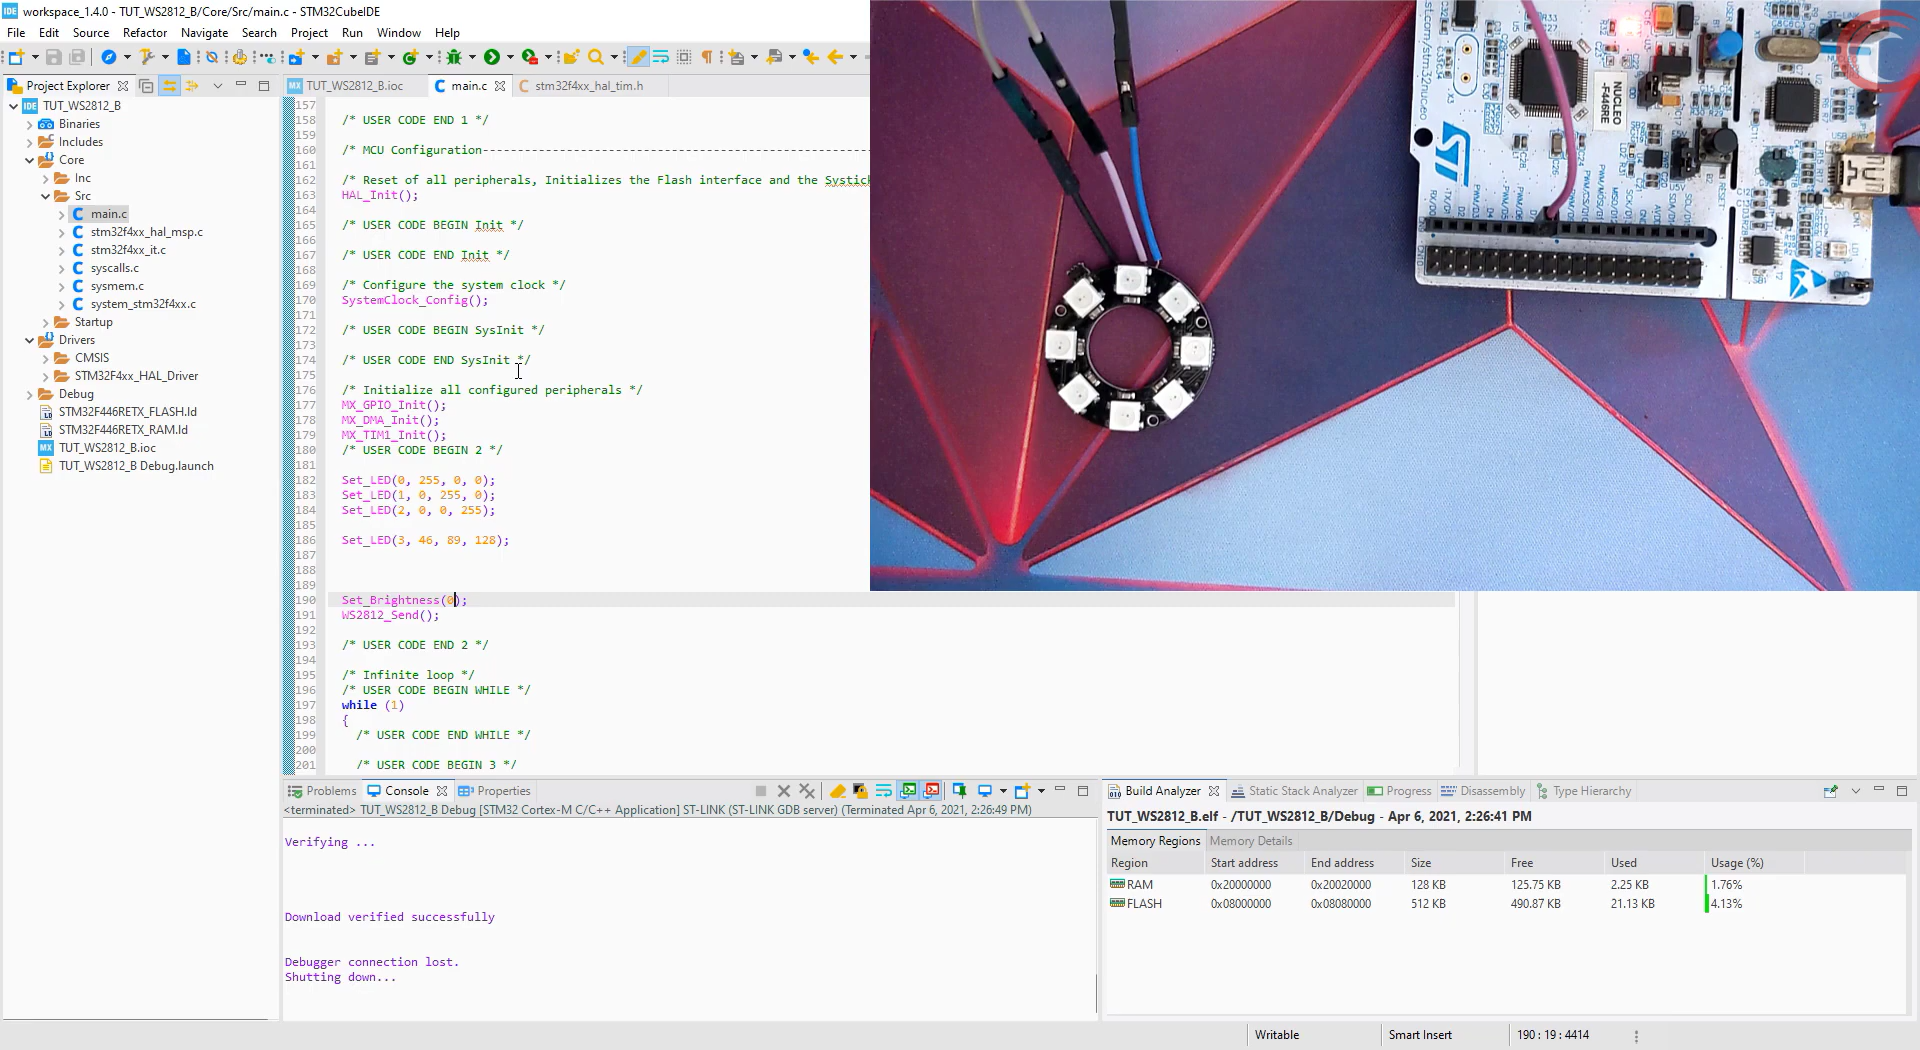 workspace_1.4.0 - TUT_WS2812_B/Core/Src/main.c - STM32CubeIDE
File Edit Source Refactor Navigate Search Project Run Window Help
Project Explorer
TUT_WS2812_B
Binaries
Includes
Core
Inc
Src
main.c
stm32f4xx_hal_msp.c
stm32f4xx_it.c
syscalls.c
sysmem.c
system_stm32f4xx.c
Startup
Drivers
CMSIS
STM32F4xx_HAL_Driver
Debug
STM32F446RETX_FLASH.ld
STM32F446RETX_RAM.ld
TUT_WS2812_B.ioc
TUT_WS2812_B Debug.launch
TUT_WS2812_B.ioc main.c stm32f4xx_hal_tim.h
157
158 /* USER CODE END 1 */
159
160 /* MCU Configuration--------------------------------------------------------
161
162 /* Reset of all peripherals, Initializes the Flash interface and the Systick
163 HAL_Init();
164
165 /* USER CODE BEGIN Init */
166
167 /* USER CODE END Init */
168
169 /* Configure the system clock */
170 SystemClock_Config();
171
172 /* USER CODE BEGIN SysInit */
173
174 /* USER CODE END SysInit */
175
176 /* Initialize all configured peripherals */
177 MX_GPIO_Init();
178 MX_DMA_Init();
179 MX_TIM1_Init();
180 /* USER CODE BEGIN 2 */
181
182 Set_LED(0, 255, 0, 0);
183 Set_LED(1, 0, 255, 0);
184 Set_LED(2, 0, 0, 255);
185
186 Set_LED(3, 46, 89, 128);
187
188
189
190 Set_Brightness(0);
191 WS2812_Send();
192
193 /* USER CODE END 2 */
194
195 /* Infinite loop */
196 /* USER CODE BEGIN WHILE */
197 while (1)
198 {
199 /* USER CODE END WHILE */
200
201 /* USER CODE BEGIN 3 */
NUCLEO
-F446RE
ST
ST-LINK
RESET
Problems Console Properties
<terminated> TUT_WS2812_B Debug [STM32 Cortex-M C/C++ Application] ST-LINK (ST-LINK GDB server) (Terminated Apr 6, 2021, 2:26:49 PM)
Verifying ...
Download verified successfully
Debugger connection lost.
Shutting down...
Build Analyzer Static Stack Analyzer Progress Disassembly Type Hierarchy
TUT_WS2812_B.elf - /TUT_WS2812_B/Debug - Apr 6, 2021, 2:26:41 PM
Memory Regions Memory Details
Region Start address End address Size Free Used Usage (%)
RAM 0x20000000 0x20020000 128 KB 125.75 KB 2.25 KB 1.76%
FLASH 0x08000000 0x08080000 512 KB 490.87 KB 21.13 KB 4.13%
Writable Smart Insert 190 : 19 : 4414